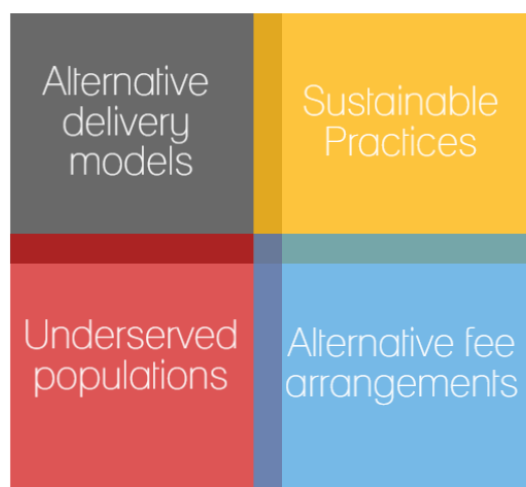 Alternative
delivery
models
Sustainable
Practices
Underserved
populations
Alternative fee
arrangements